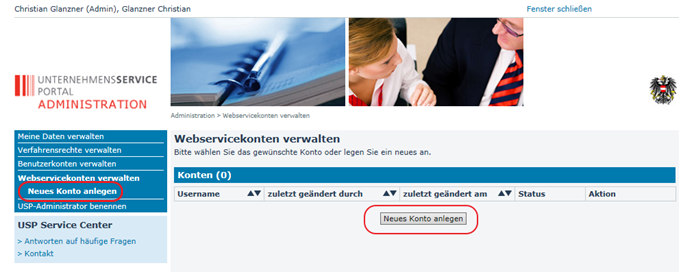 Christian Glanzner (Admin), Glanzner Christian
Fenster schließen
UNTERNEHMENSSERVICE
PORTAL
ADMINISTRATION
Administration > Webservicekonten verwalten
Meine Daten verwalten
Verfahrensrechte verwalten
Benutzerkonten verwalten
Webservicekonten verwalten
Neues Konto anlegen
USP-Administrator benennen
USP Service Center
> Antworten auf häufige Fragen
> Kontakt
Webservicekonten verwalten
Bitte wählen Sie das gewünschte Konto oder legen Sie ein neues an.
Konten (0)
Username ▲▼ zuletzt geändert durch ▲▼ zuletzt geändert am ▲▼ Status Aktion
Neues Konto anlegen